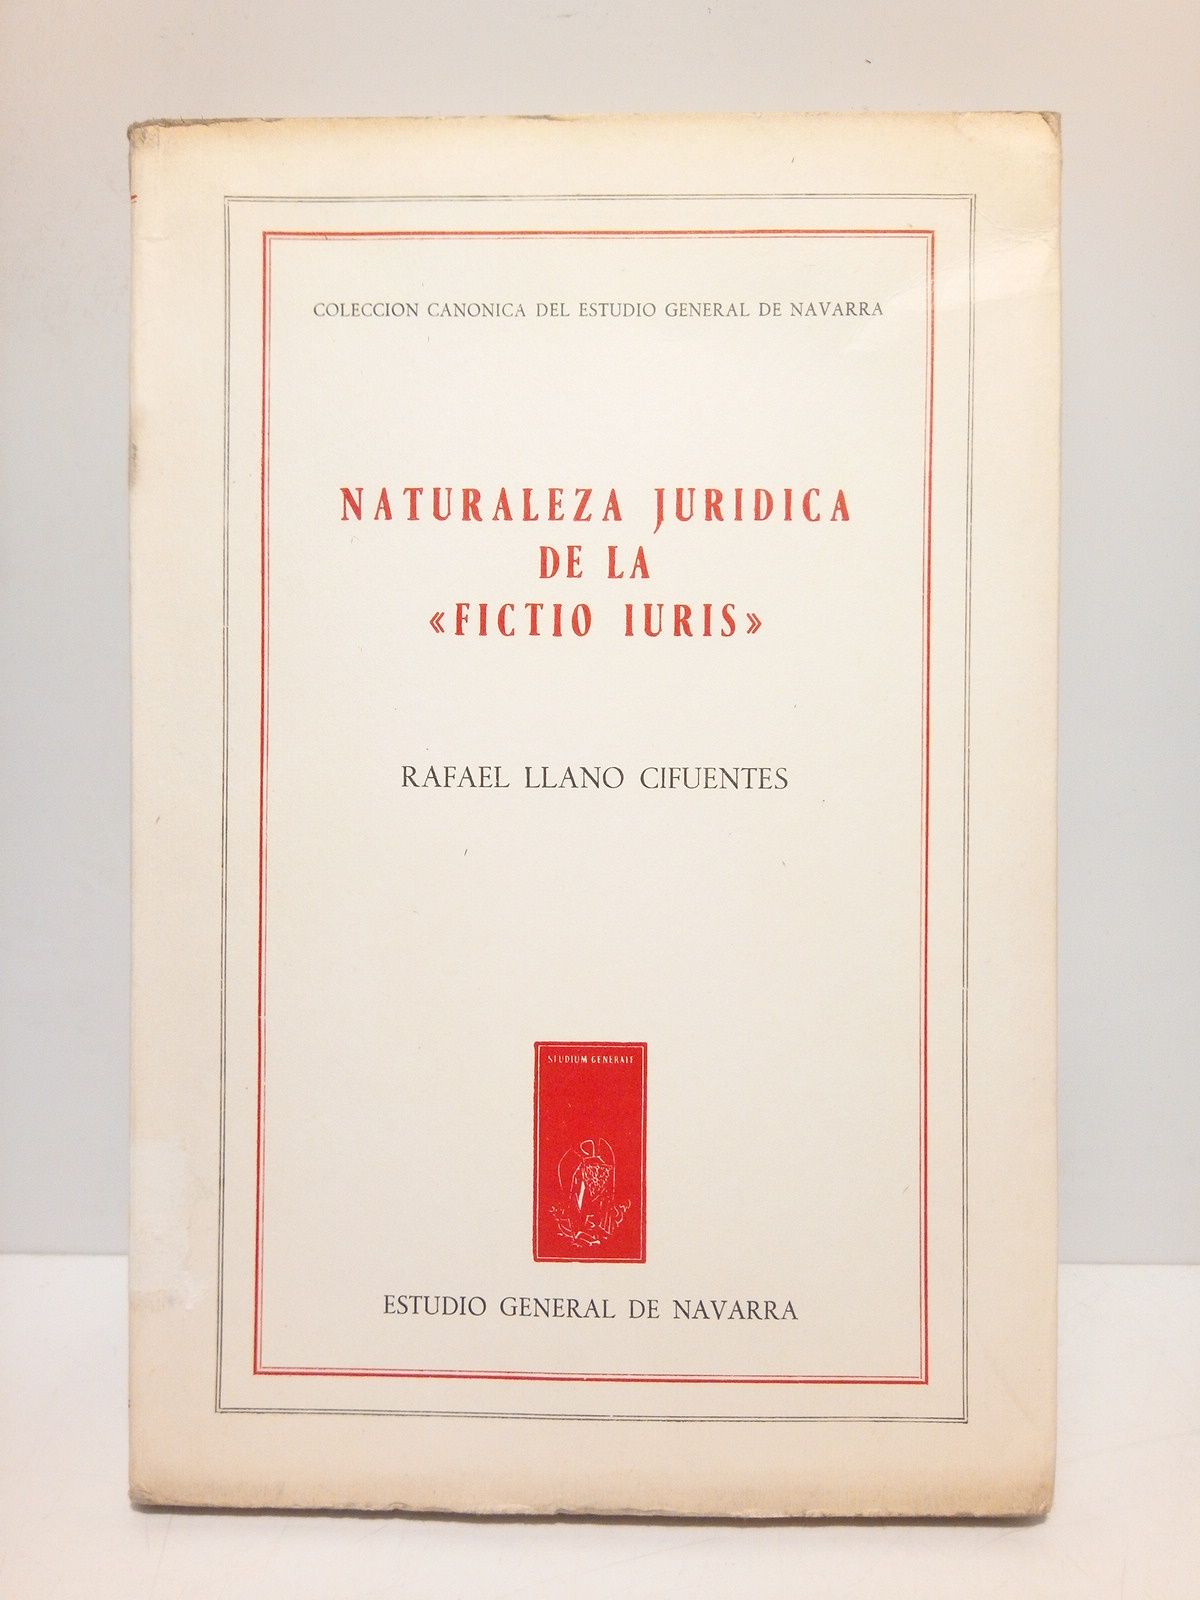 COLECCION CANONICA DEL ESTUDIO GENERAL DE NAVARRA
NATURALEZA JURIDICA
DE LA
«FICTIO IURIS»
RAFAEL LLANO CIFUENTES
STUDIUM GENERALE
ESTUDIO GENERAL DE NAVARRA